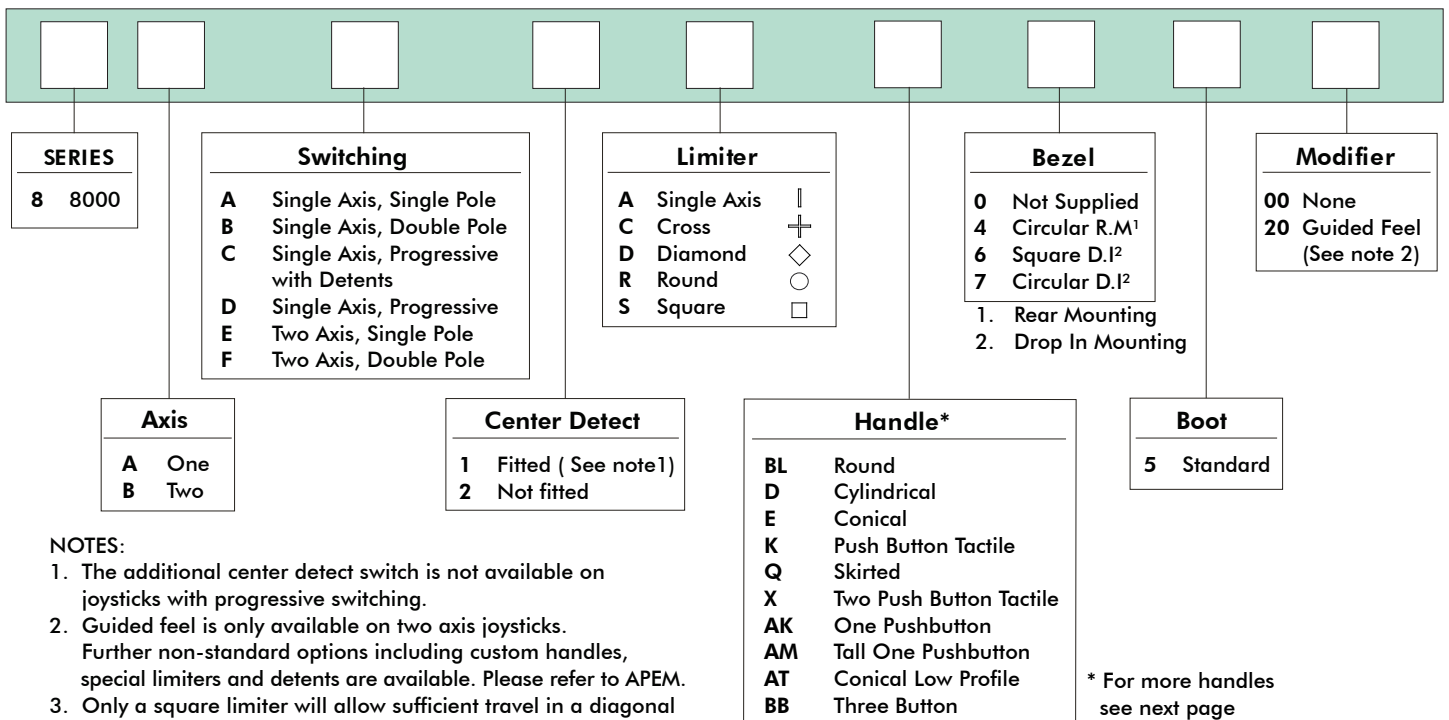 SERIES
8 8000
Switching
A Single Axis, Single Pole
B Single Axis, Double Pole
C Single Axis, Progressive
with Detents
D Single Axis, Progressive
E Two Axis, Single Pole
F Two Axis, Double Pole
Limiter
A Single Axis
C Cross
D Diamond
R Round
S Square
Bezel
0 Not Supplied
4 Circular R.M¹
6 Square D.I²
7 Circular D.I²
1. Rear Mounting
2. Drop In Mounting
Modifier
00 None
20 Guided Feel
(See note 2)
Axis
A One
B Two
Center Detect
1 Fitted ( See note1)
2 Not fitted
Handle*
BL Round
D Cylindrical
E Conical
K Push Button Tactile
Q Skirted
X Two Push Button Tactile
AK One Pushbutton
AM Tall One Pushbutton
AT Conical Low Profile
BB Three Button
Boot
5 Standard
* For more handles
see next page
NOTES:
1. The additional center detect switch is not available on
joysticks with progressive switching.
2. Guided feel is only available on two axis joysticks.
Further non-standard options including custom handles,
special limiters and detents are available. Please refer to APEM.
3. Only a square limiter will allow sufficient travel in a diagonal